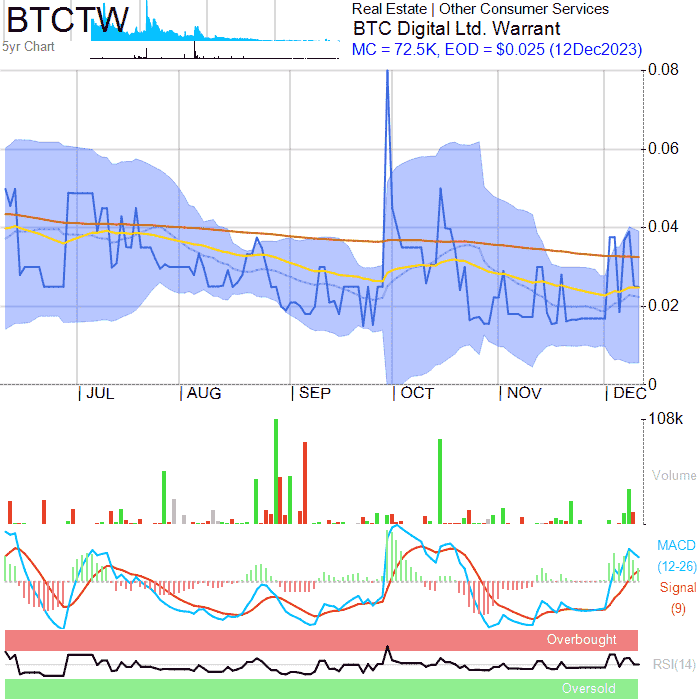 BTCTW
5yr Chart
Real Estate | Other Consumer Services
BTC Digital Ltd. Warrant
MC = 72.5K, EOD = $0.025 (12Dec2023)
0.08
0.06
0.04
0.02
0
JUL AUG SEP OCT NOV DEC
108k
Volume
MACD
(12-26)
Signal
(9)
Overbought
RSI(14)
Oversold